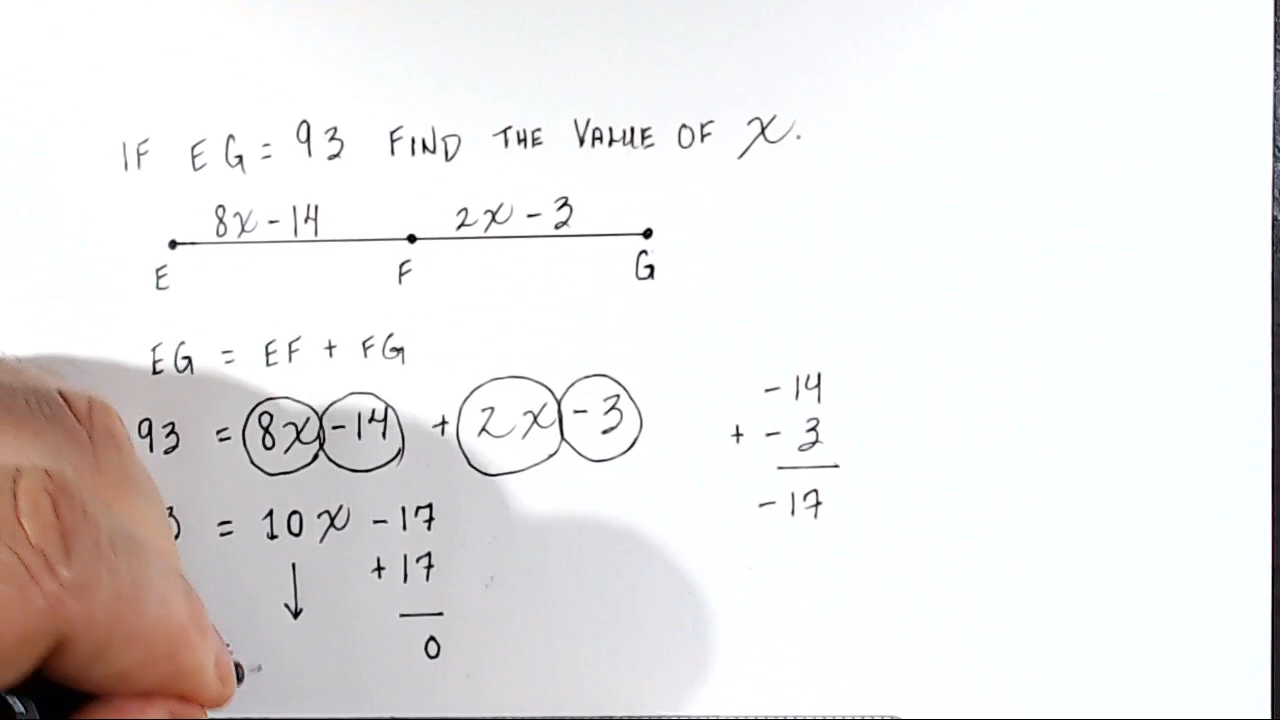 IF EG = 93 FIND THE VALUE OF x.
8x - 14
2x - 3
E F G
EG = EF + FG
93 = 8x - 14 + 2x - 3
3 = 10x - 17
+ 17
0
- 14
+ - 3
- 17